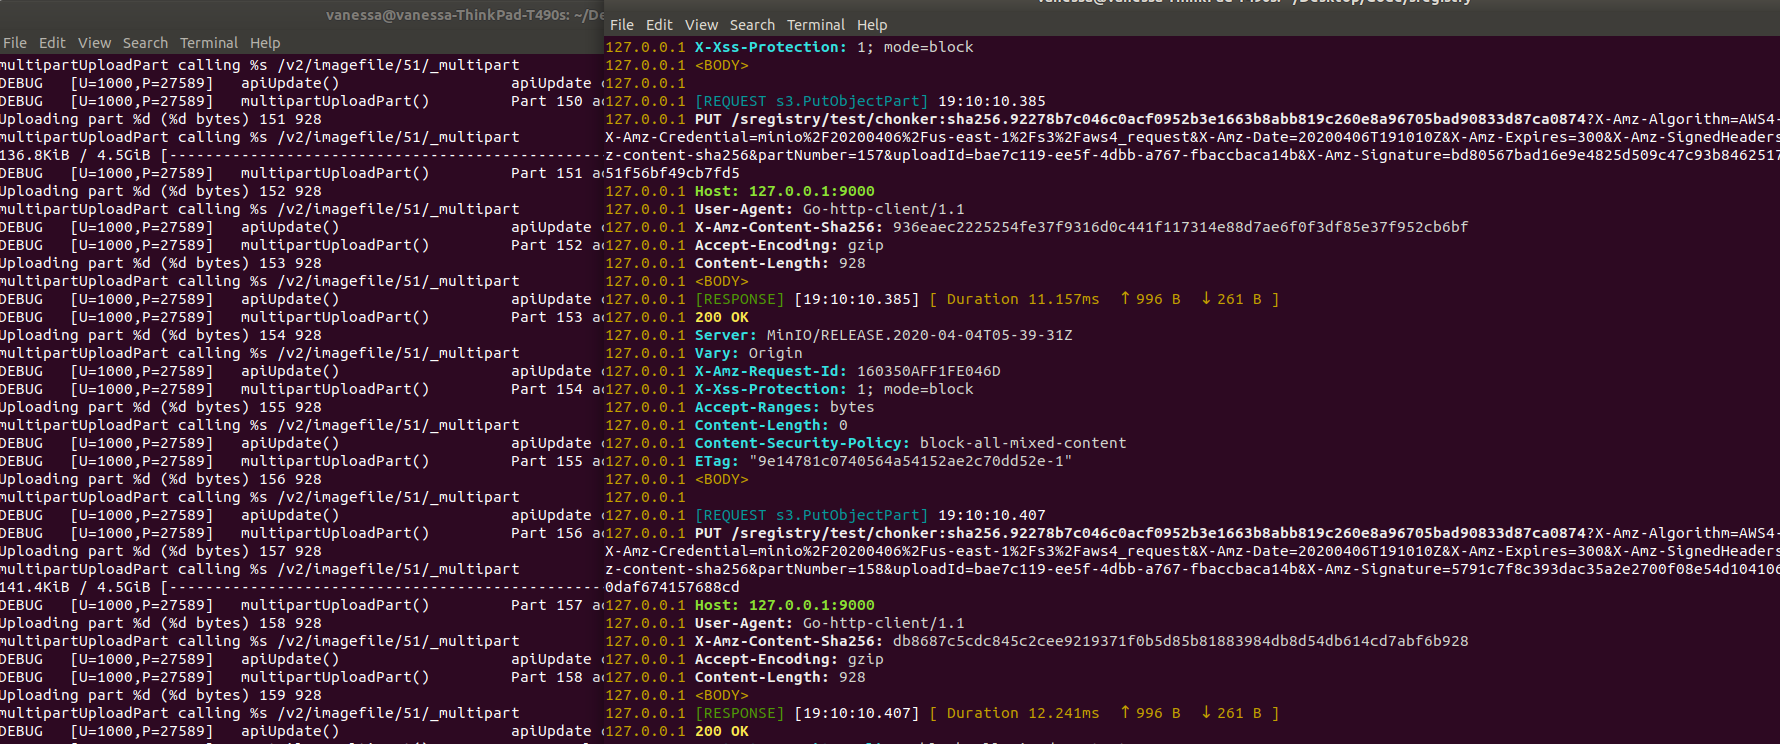 vanessa@vanessa-ThinkPad-T490s: ~/De
File Edit View Search Terminal Help
multipartUploadPart calling %s /v2/imagefile/51/_multipart
DEBUG [U=1000,P=27589] apiUpdate() apiUpdate
DEBUG [U=1000,P=27589] multipartUploadPart() Part 150 ac
Uploading part %d (%d bytes) 151 928
multipartUploadPart calling %s /v2/imagefile/51/_multipart
136.8KiB / 4.5GiB [------------------------------------------------
DEBUG [U=1000,P=27589] multipartUploadPart() Part 151 ac
Uploading part %d (%d bytes) 152 928
multipartUploadPart calling %s /v2/imagefile/51/_multipart
DEBUG [U=1000,P=27589] apiUpdate() apiUpdate
DEBUG [U=1000,P=27589] multipartUploadPart() Part 152 ac
Uploading part %d (%d bytes) 153 928
multipartUploadPart calling %s /v2/imagefile/51/_multipart
DEBUG [U=1000,P=27589] apiUpdate() apiUpdate
DEBUG [U=1000,P=27589] multipartUploadPart() Part 153 ac
Uploading part %d (%d bytes) 154 928
multipartUploadPart calling %s /v2/imagefile/51/_multipart
DEBUG [U=1000,P=27589] apiUpdate() apiUpdate
DEBUG [U=1000,P=27589] multipartUploadPart() Part 154 ac
Uploading part %d (%d bytes) 155 928
multipartUploadPart calling %s /v2/imagefile/51/_multipart
DEBUG [U=1000,P=27589] apiUpdate() apiUpdate
DEBUG [U=1000,P=27589] multipartUploadPart() Part 155 ac
Uploading part %d (%d bytes) 156 928
multipartUploadPart calling %s /v2/imagefile/51/_multipart
DEBUG [U=1000,P=27589] apiUpdate() apiUpdate
DEBUG [U=1000,P=27589] multipartUploadPart() Part 156 ac
Uploading part %d (%d bytes) 157 928
multipartUploadPart calling %s /v2/imagefile/51/_multipart
141.4KiB / 4.5GiB [------------------------------------------------
DEBUG [U=1000,P=27589] multipartUploadPart() Part 157 ac
Uploading part %d (%d bytes) 158 928
multipartUploadPart calling %s /v2/imagefile/51/_multipart
DEBUG [U=1000,P=27589] apiUpdate() apiUpdate
DEBUG [U=1000,P=27589] multipartUploadPart() Part 158 ac
Uploading part %d (%d bytes) 159 928
multipartUploadPart calling %s /v2/imagefile/51/_multipart
DEBUG [U=1000,P=27589] apiUpdate() apiUpdate
File Edit View Search Terminal Help
127.0.0.1 X-Xss-Protection: 1; mode=block
127.0.0.1 <BODY>
127.0.0.1
127.0.0.1 [REQUEST s3.PutObjectPart] 19:10:10.385
127.0.0.1 PUT /sregistry/test/chonker:sha256.92278b7c046c0acf0952b3e1663b8abb819c260e8a96705bad90833d87ca0874?X-Amz-Algorithm=AWS4-
X-Amz-Credential=minio%2F20200406%2Fus-east-1%2Fs3%2Faws4_request&X-Amz-Date=20200406T191010Z&X-Amz-Expires=300&X-Amz-SignedHeaders
z-content-sha256&partNumber=157&uploadId=bae7c119-ee5f-4dbb-a767-fbaccbaca14b&X-Amz-Signature=bd80567bad16e9e4825d509c47c93b8462517
51f56bf49cb7fd5
127.0.0.1 Host: 127.0.0.1:9000
127.0.0.1 User-Agent: Go-http-client/1.1
127.0.0.1 X-Amz-Content-Sha256: 936eaec2225254fe37f9316d0c441f117314e88d7ae6f0f3df85e37f952cb6bf
127.0.0.1 Accept-Encoding: gzip
127.0.0.1 Content-Length: 928
127.0.0.1 <BODY>
127.0.0.1 [RESPONSE] [19:10:10.385] [ Duration 11.157ms ↑ 996 B ↓ 261 B ]
127.0.0.1 200 OK
127.0.0.1 Server: MinIO/RELEASE.2020-04-04T05-39-31Z
127.0.0.1 Vary: Origin
127.0.0.1 X-Amz-Request-Id: 160350AFF1FE046D
127.0.0.1 X-Xss-Protection: 1; mode=block
127.0.0.1 Accept-Ranges: bytes
127.0.0.1 Content-Length: 0
127.0.0.1 Content-Security-Policy: block-all-mixed-content
127.0.0.1 ETag: "9e14781c0740564a54152ae2c70dd52e-1"
127.0.0.1 <BODY>
127.0.0.1
127.0.0.1 [REQUEST s3.PutObjectPart] 19:10:10.407
127.0.0.1 PUT /sregistry/test/chonker:sha256.92278b7c046c0acf0952b3e1663b8abb819c260e8a96705bad90833d87ca0874?X-Amz-Algorithm=AWS4-
X-Amz-Credential=minio%2F20200406%2Fus-east-1%2Fs3%2Faws4_request&X-Amz-Date=20200406T191010Z&X-Amz-Expires=300&X-Amz-SignedHeaders
z-content-sha256&partNumber=158&uploadId=bae7c119-ee5f-4dbb-a767-fbaccbaca14b&X-Amz-Signature=5791c7f8c393dac35a2e2700f08e54d104106
0daf674157688cd
127.0.0.1 Host: 127.0.0.1:9000
127.0.0.1 User-Agent: Go-http-client/1.1
127.0.0.1 X-Amz-Content-Sha256: db8687c5cdc845c2cee9219371f0b5d85b81883984db8d54db614cd7abf6b928
127.0.0.1 Accept-Encoding: gzip
127.0.0.1 Content-Length: 928
127.0.0.1 <BODY>
127.0.0.1 [RESPONSE] [19:10:10.407] [ Duration 12.241ms ↑ 996 B ↓ 261 B ]
127.0.0.1 200 OK